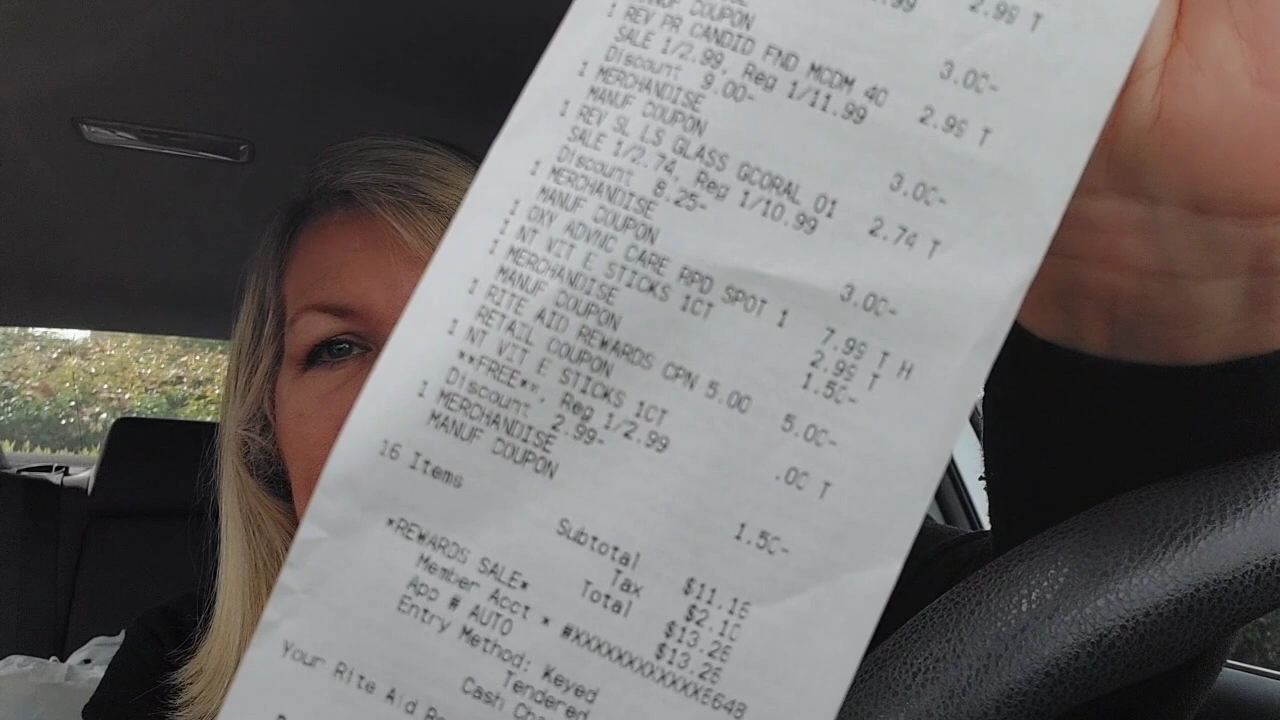 2.99 T
MANUF COUPON 3.00-
1 REV PR CANDID FND MCDM 40 2.99 T
SALE 1/2.99, Reg 1/11.99
Discount 9.00-
1 MERCHANDISE
MANUF COUPON 3.00-
1 REV SL LS GLASS GCORAL 01 2.74 T
SALE 1/2.74, Reg 1/10.99
Discount 8.25-
1 MERCHANDISE
MANUF COUPON 3.00-
1 OXY ADVNC CARE RPD SPOT 1 7.99 T H
1 NT VIT E STICKS 1CT 2.99 T
1 MERCHANDISE 1.50-
MANUF COUPON
1 RITE AID REWARDS CPN 5.00 5.00-
RETAIL COUPON
1 NT VIT E STICKS 1CT .00 T
**FREE**, Reg 1/2.99
Discount 2.99-
1 MERCHANDISE
MANUF COUPON 1.50-
16 Items
Subtotal $11.16
Tax $2.10
Total $13.26
*REWARDS SALE* $13.26
Member Acct * #XXXXXXXXXXXX8648
App # AUTO
Entry Method: Keyed
Tendered
Cash
Your Rite Aid